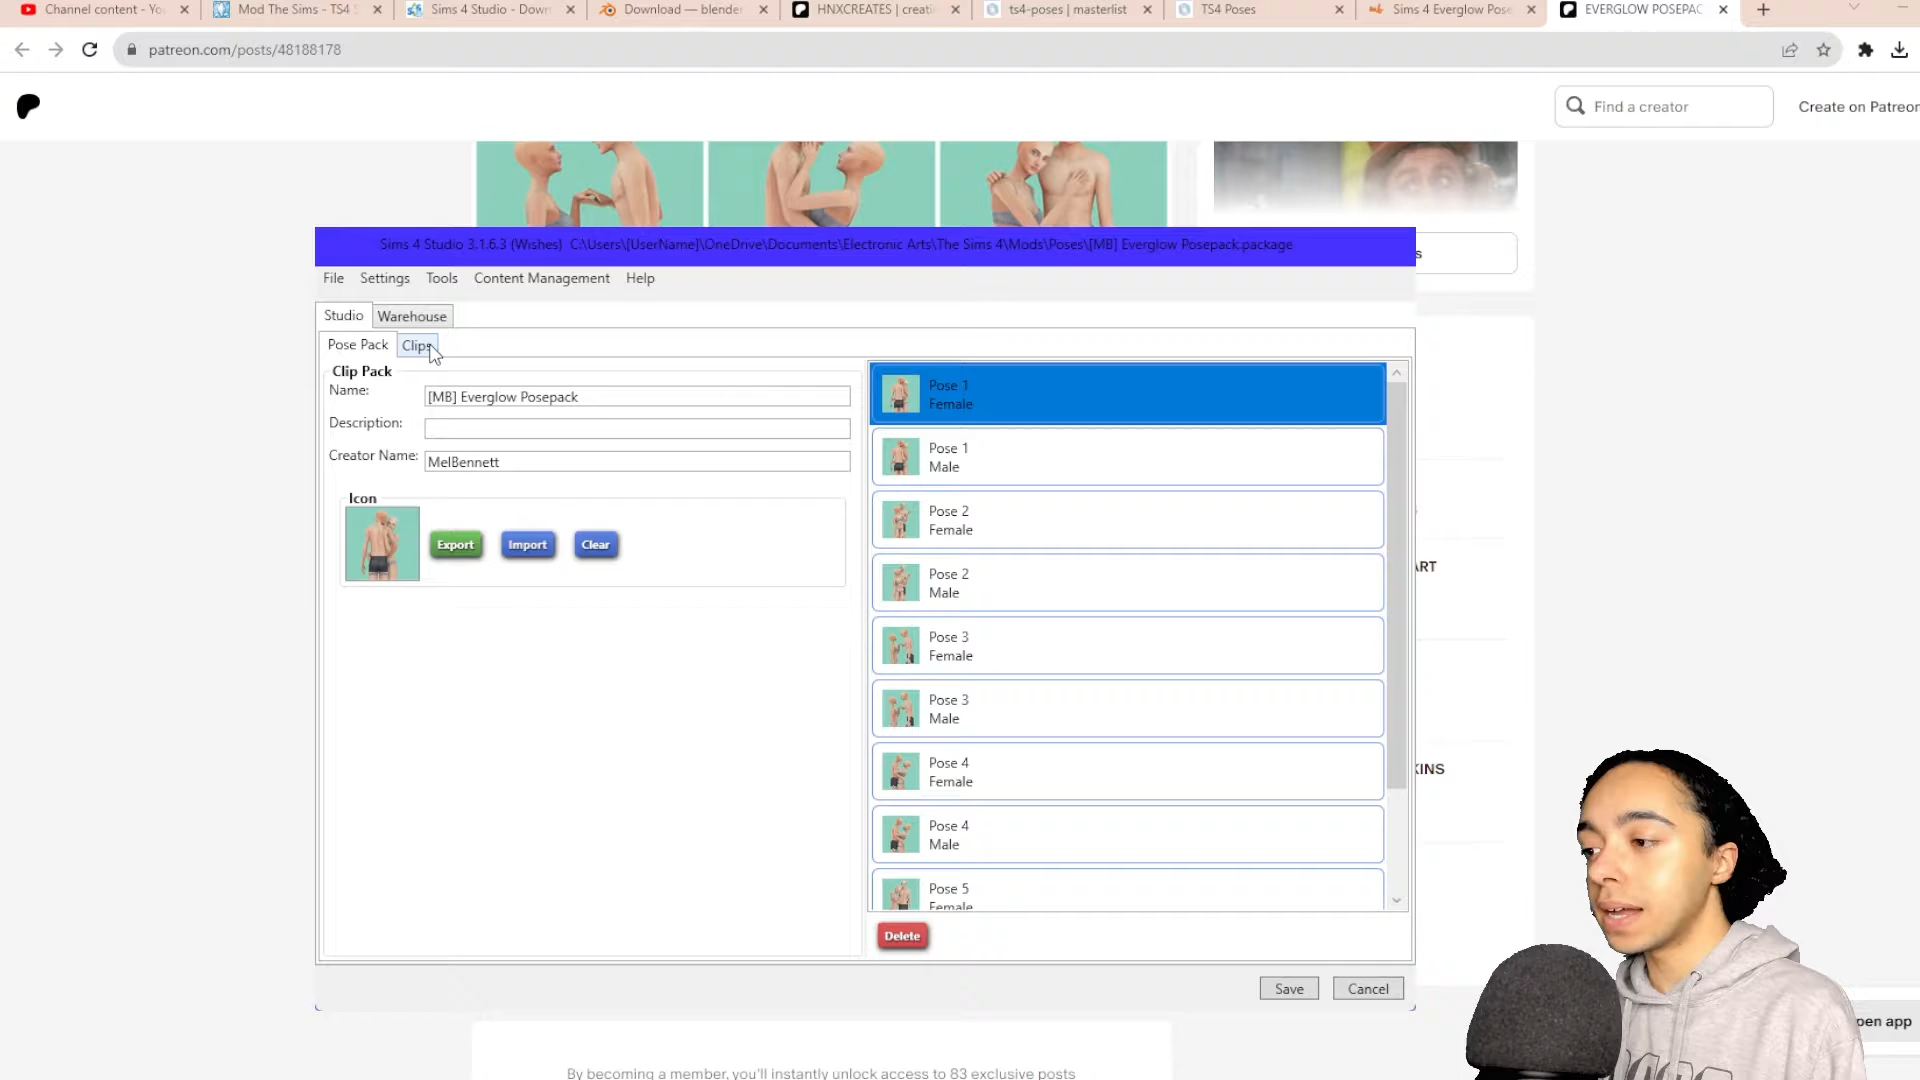 Channel content - Yo
Mod The Sims - TS4
Sims 4 Studio - Down
Download — blende
HNXCREATES | creati
ts4-poses | masterlist
TS4 Poses
Sims 4 Everglow Pose
EVERGLOW POSEPAC
patreon.com/posts/48188178
Find a creator
Create on Patreon
Sims 4 Studio 3.1.6.3 (Wishes) C:\Users\[UserName]\OneDrive\Documents\Electronic Arts\The Sims 4\Mods\Poses\[MB] Everglow Posepack.package
s
File Settings Tools Content Management Help
Studio Warehouse
Pose Pack Clips
Clip Pack
Name: [MB] Everglow Posepack
Description:
Creator Name: MelBennett
Icon
Export Import Clear
Pose 1
Female
Pose 1
Male
Pose 2
Female
Pose 2
Male
Pose 3
Female
Pose 3
Male
Pose 4
Female
Pose 4
Male
Pose 5
Female
Delete
Save Cancel
ART
KINS
pen app
By becoming a member, you'll instantly unlock access to 83 exclusive posts